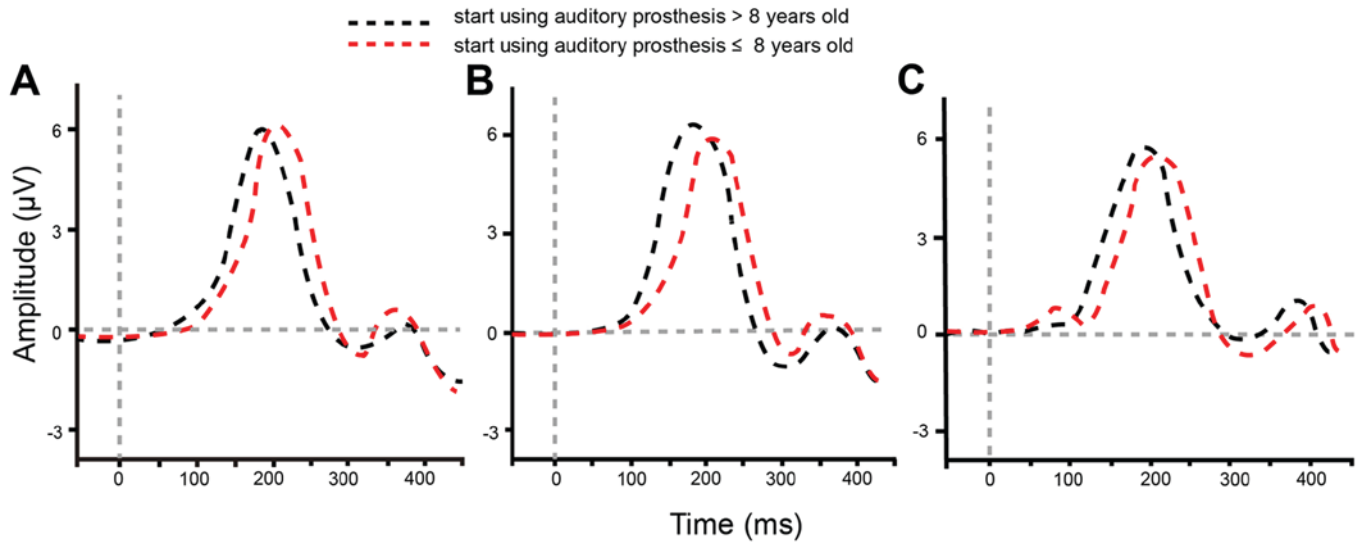 start using auditory prosthesis > 8 years old
start using auditory prosthesis ≤ 8 years old
A
B
C
Amplitude (µV)
6
3
0
-3
6
3
0
-3
6
3
0
-3
0 100 200 300 400
0 100 200 300 400
0 100 200 300 400
Time (ms)